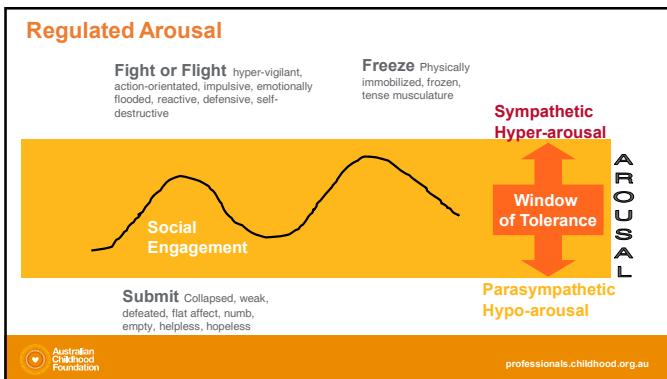 Regulated Arousal
Fight or Flight hyper-vigilant,
action-orientated, impulsive, emotionally
flooded, reactive, defensive, self-
destructive
Freeze Physically
immobilized, frozen,
tense musculature
Sympathetic
Hyper-arousal
Social
Engagement
Window
of Tolerance
AROUSAL
Submit Collapsed, weak,
defeated, flat affect, numb,
empty, helpless, hopeless
Parasympathetic
Hypo-arousal
Australian
Childhood
Foundation
professionals.childhood.org.au